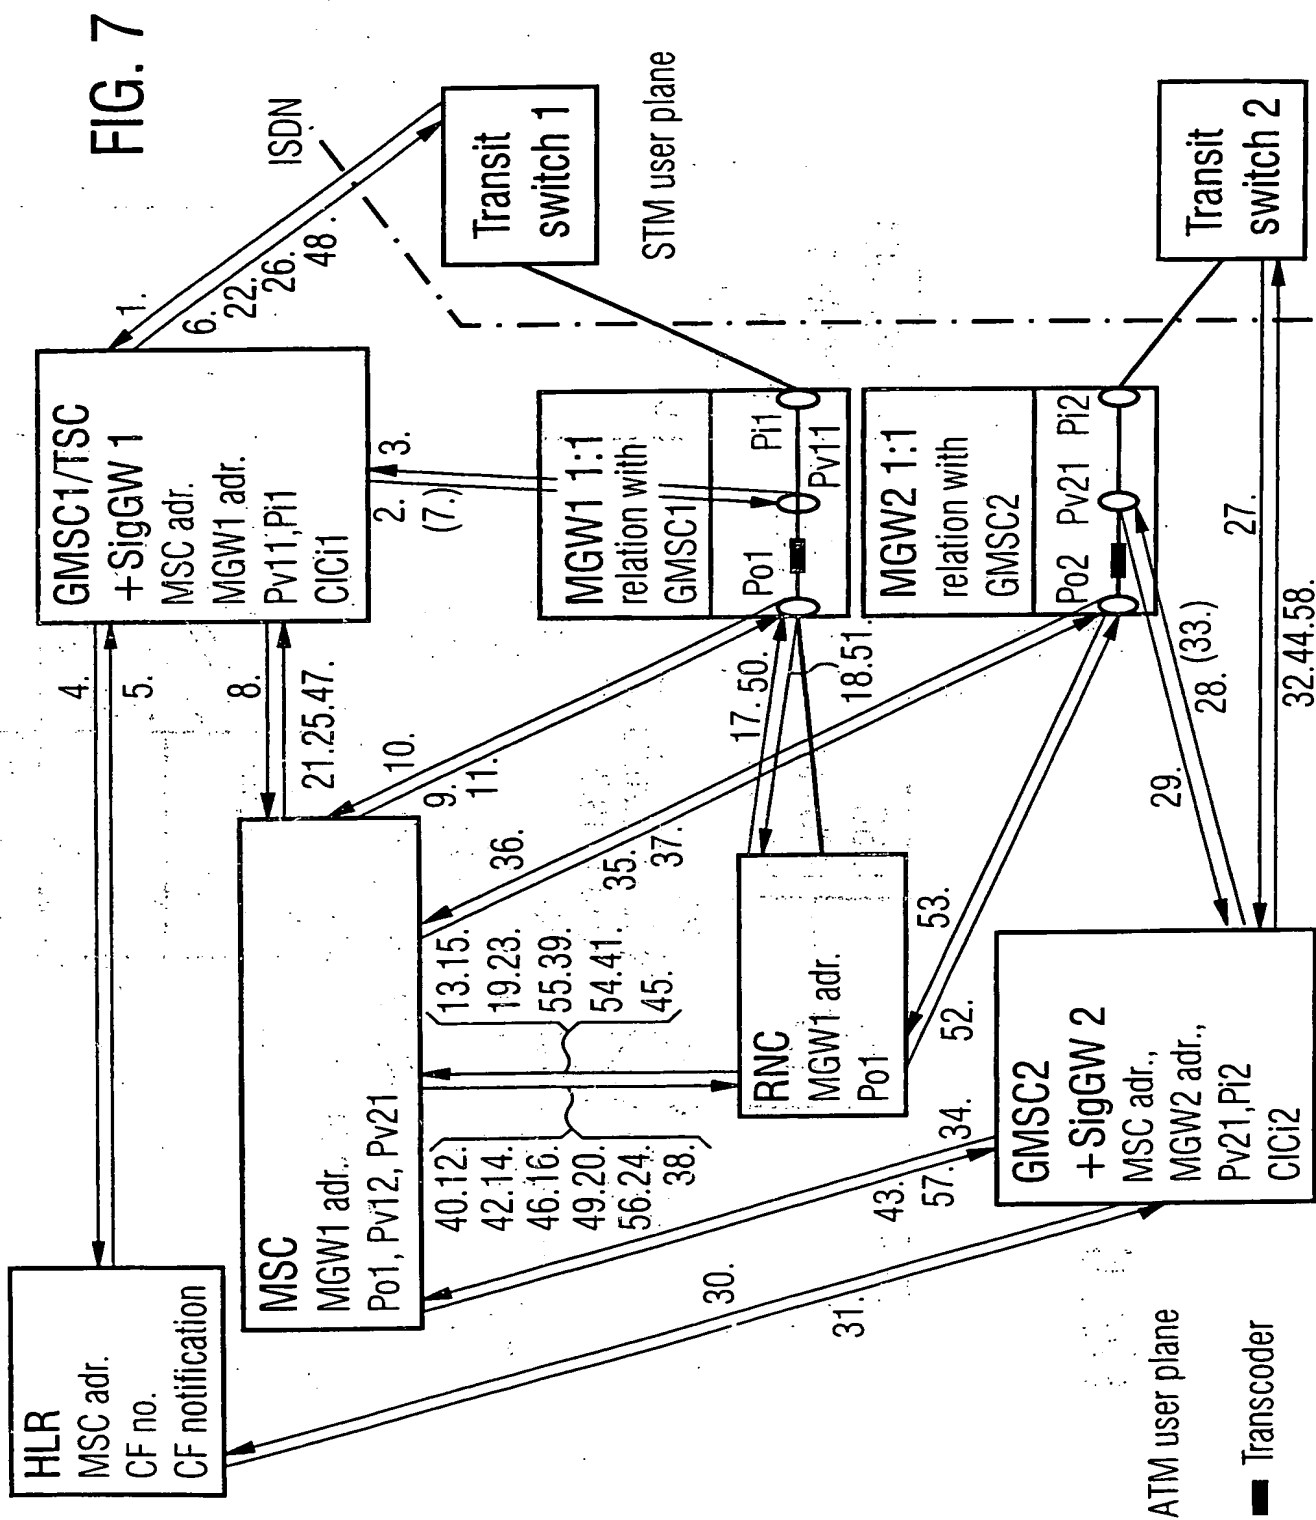 FIG. 7
HLR
MSC adr.
CF no.
CF notification
4.
5.
GMSC1/TSC
+SigGW 1
MSC adr.
MGW1 adr.
Pv11,Pi1
CICi1
1.
6.
22.
26.
48.
ISDN
Transit
switch 1
STM user plane
MSC
MGW1 adr.
Po1, Pv12, Pv21
8.
21.25.47.
2.
(7.)
3.
10.
9.
11.
36.
35.
37.
40.12.
42.14.
46.16.
49.20.
56.24.
38.
13.15.
19.23.
55.39.
54.41.
45.
MGW1 1:1
relation with
GMSC1
Po1
Pi1
Pv11
17.
50.
18.51.
RNC
MGW1 adr.
Po1
MGW2 1:1
relation with
GMSC2
Po2
Pv21
Pi2
Transit
switch 2
30.
31.
43.
57.
34.
53.
52.
29.
28.
(33.)
27.
32.44.58.
GMSC2
+SigGW 2
MSC adr.,
MGW2 adr.,
Pv21,Pi2
CICi2
ATM user plane
Transcoder